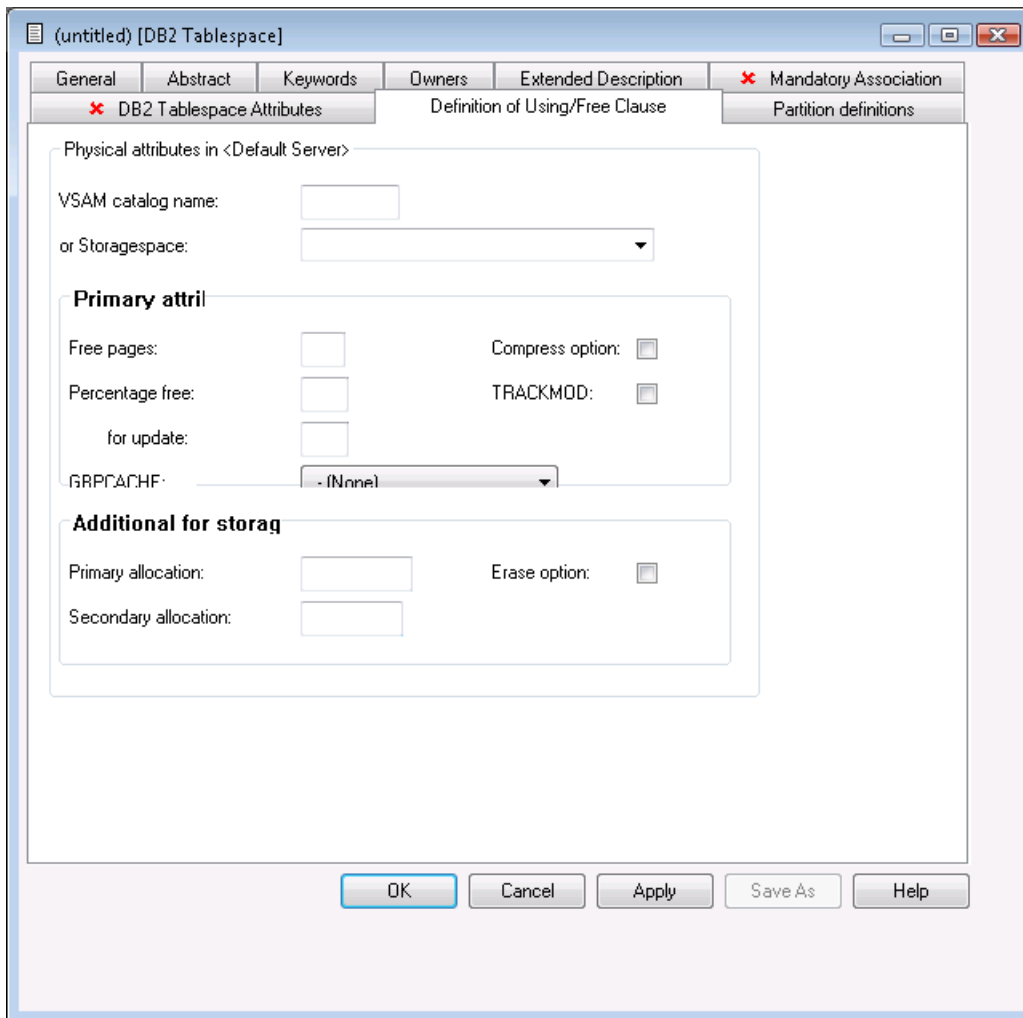 (untitled) [DB2 Tablespace]
General Abstract Keywords Owners Extended Description Mandatory Association
DB2 Tablespace Attributes Definition of Using/Free Clause Partition definitions
Physical attributes in <Default Server>
VSAM catalog name:
or Storagespace:
Primary attri
Free pages: Compress option:
Percentage free: TRACKMOD:
for update:
GBPCACHE: - (None)
Additional for storag
Primary allocation: Erase option:
Secondary allocation:
OK Cancel Apply Save As Help